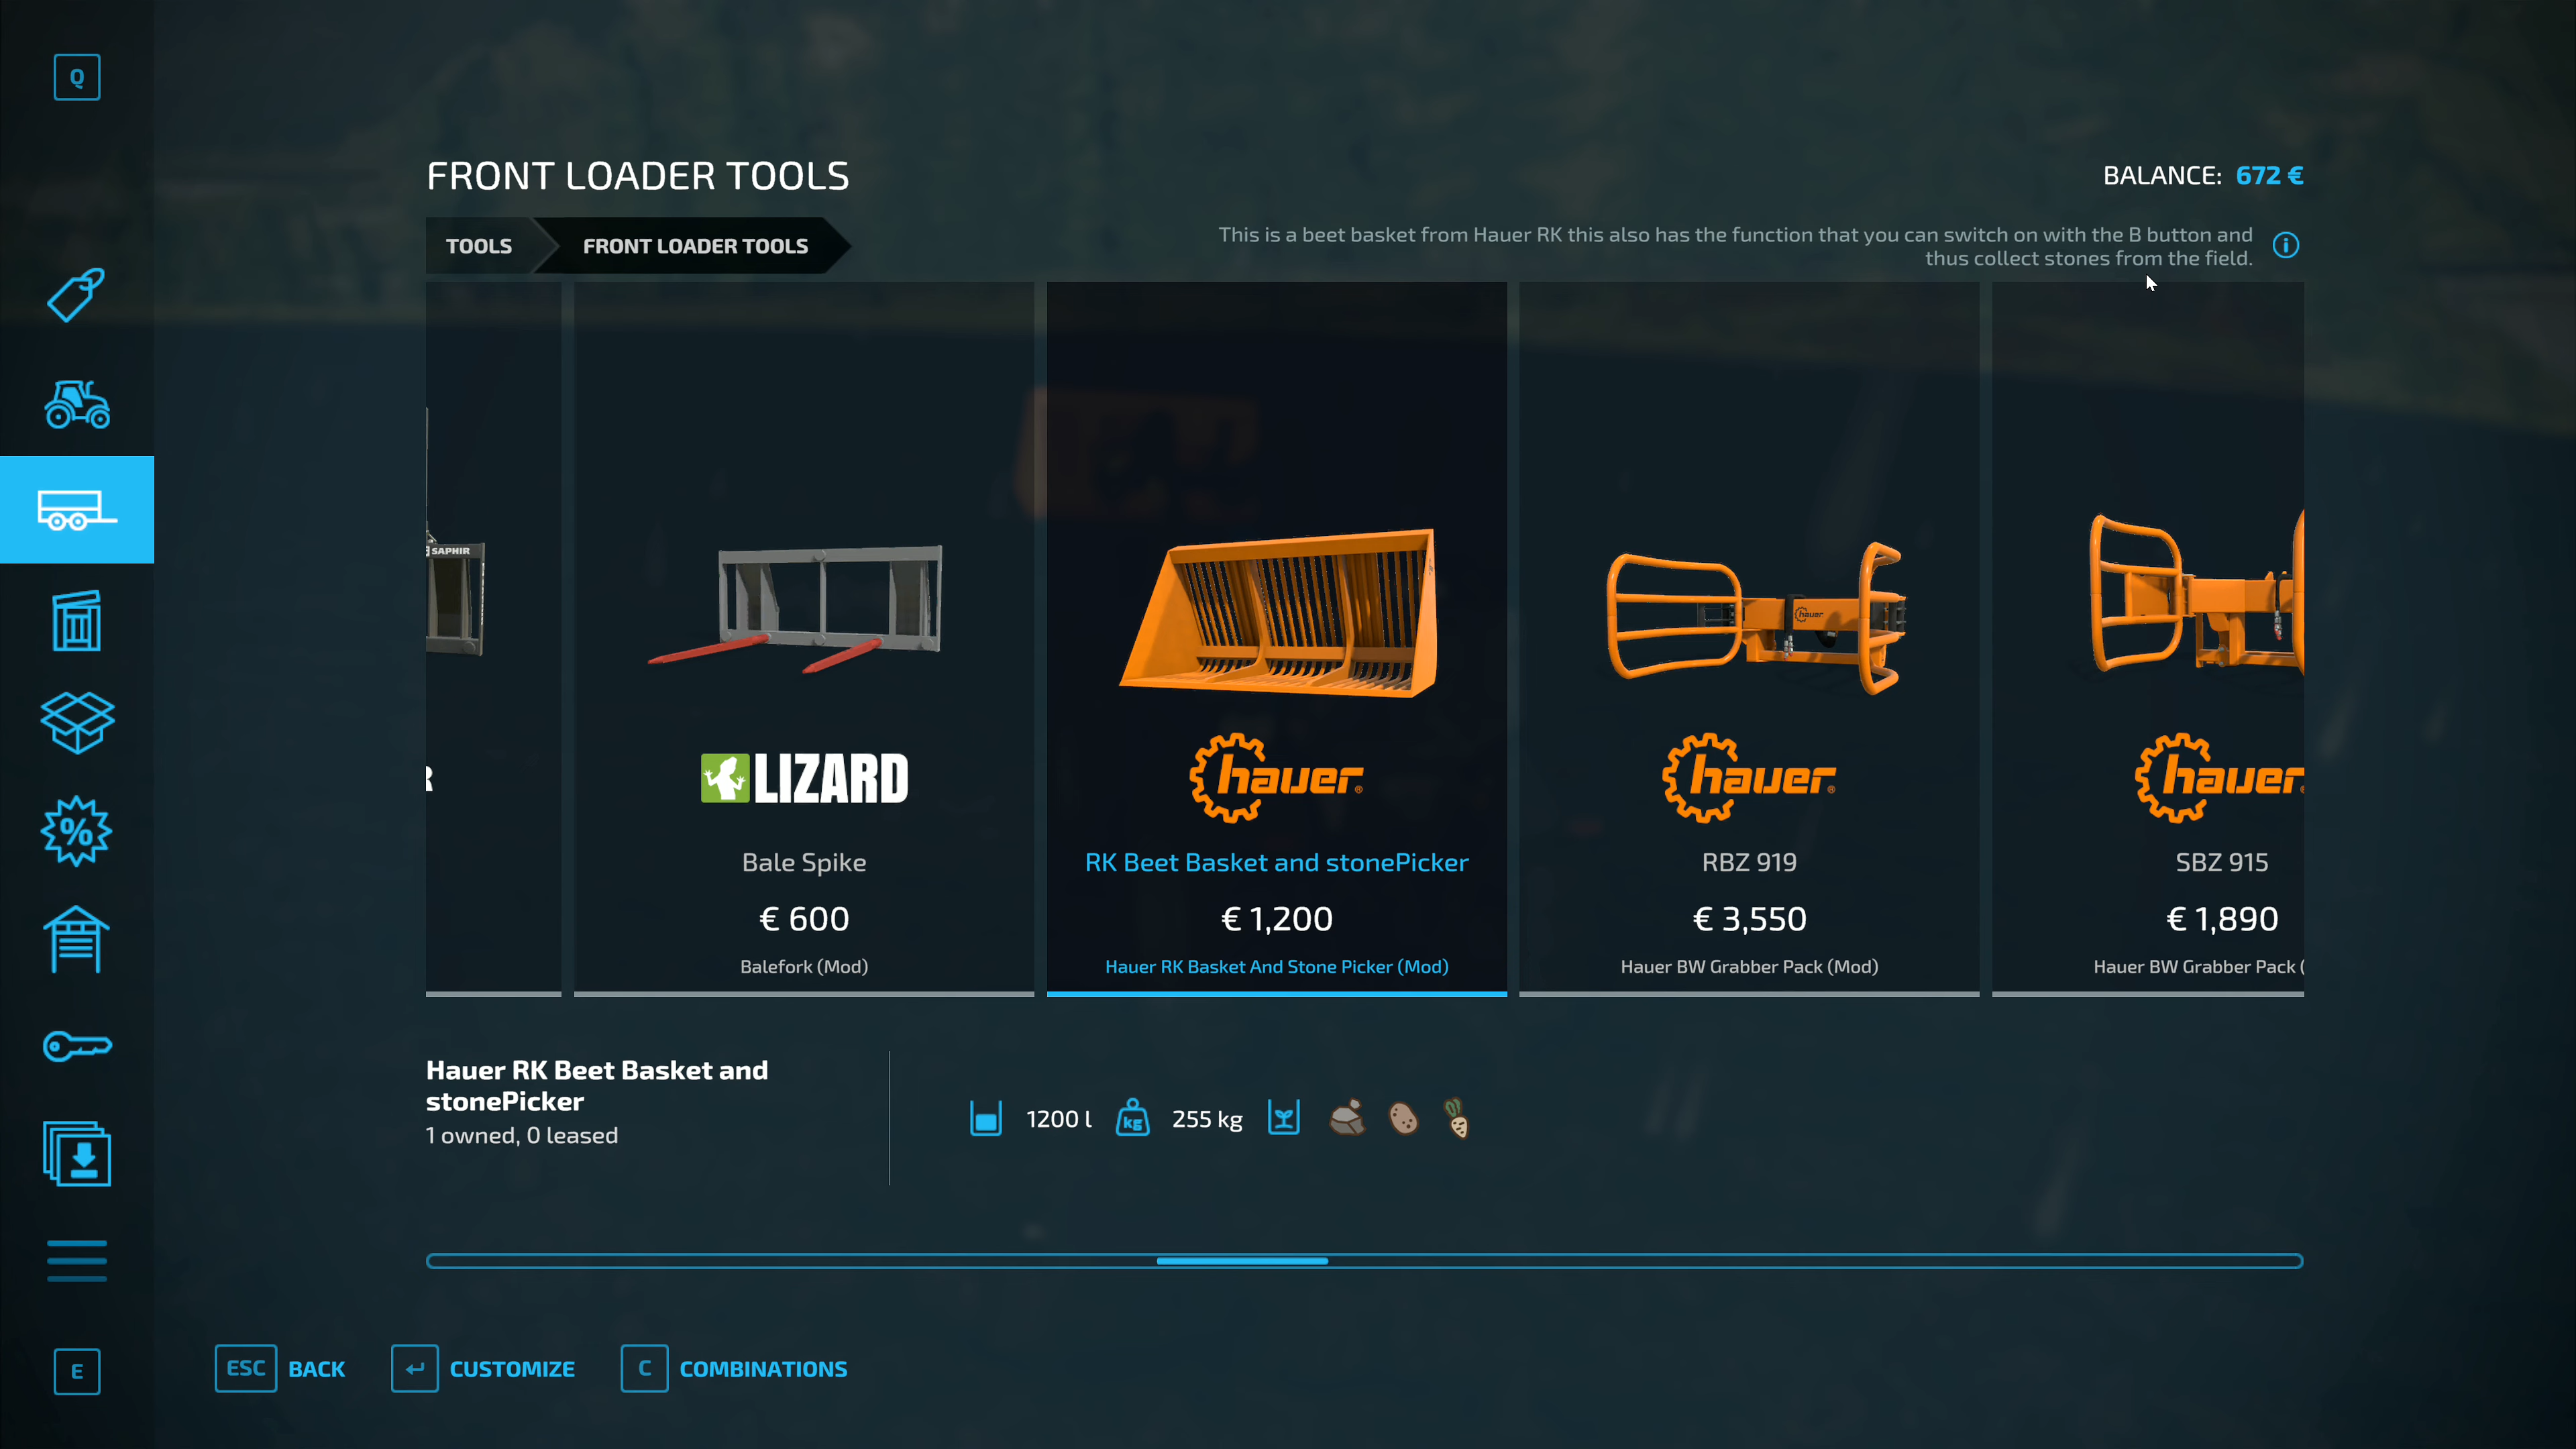 Q
FRONT LOADER TOOLS
BALANCE: 672 €
TOOLS
FRONT LOADER TOOLS
This is a beet basket from Hauer RK this also has the function that you can switch on with the B button and
thus collect stones from the field.
SAPHIR
hauer
R
LIZARD
hauer
hauer
hauer
Bale Spike
RK Beet Basket and stonePicker
RBZ 919
SBZ 915
€ 600
€ 1,200
€ 3,550
€ 1,890
Balefork (Mod)
Hauer RK Basket And Stone Picker (Mod)
Hauer BW Grabber Pack (Mod)
Hauer BW Grabber Pack (
%
Hauer RK Beet Basket and
stonePicker
1 owned, 0 leased
1200 l
kg
255 kg
E
ESC BACK
CUSTOMIZE
C COMBINATIONS